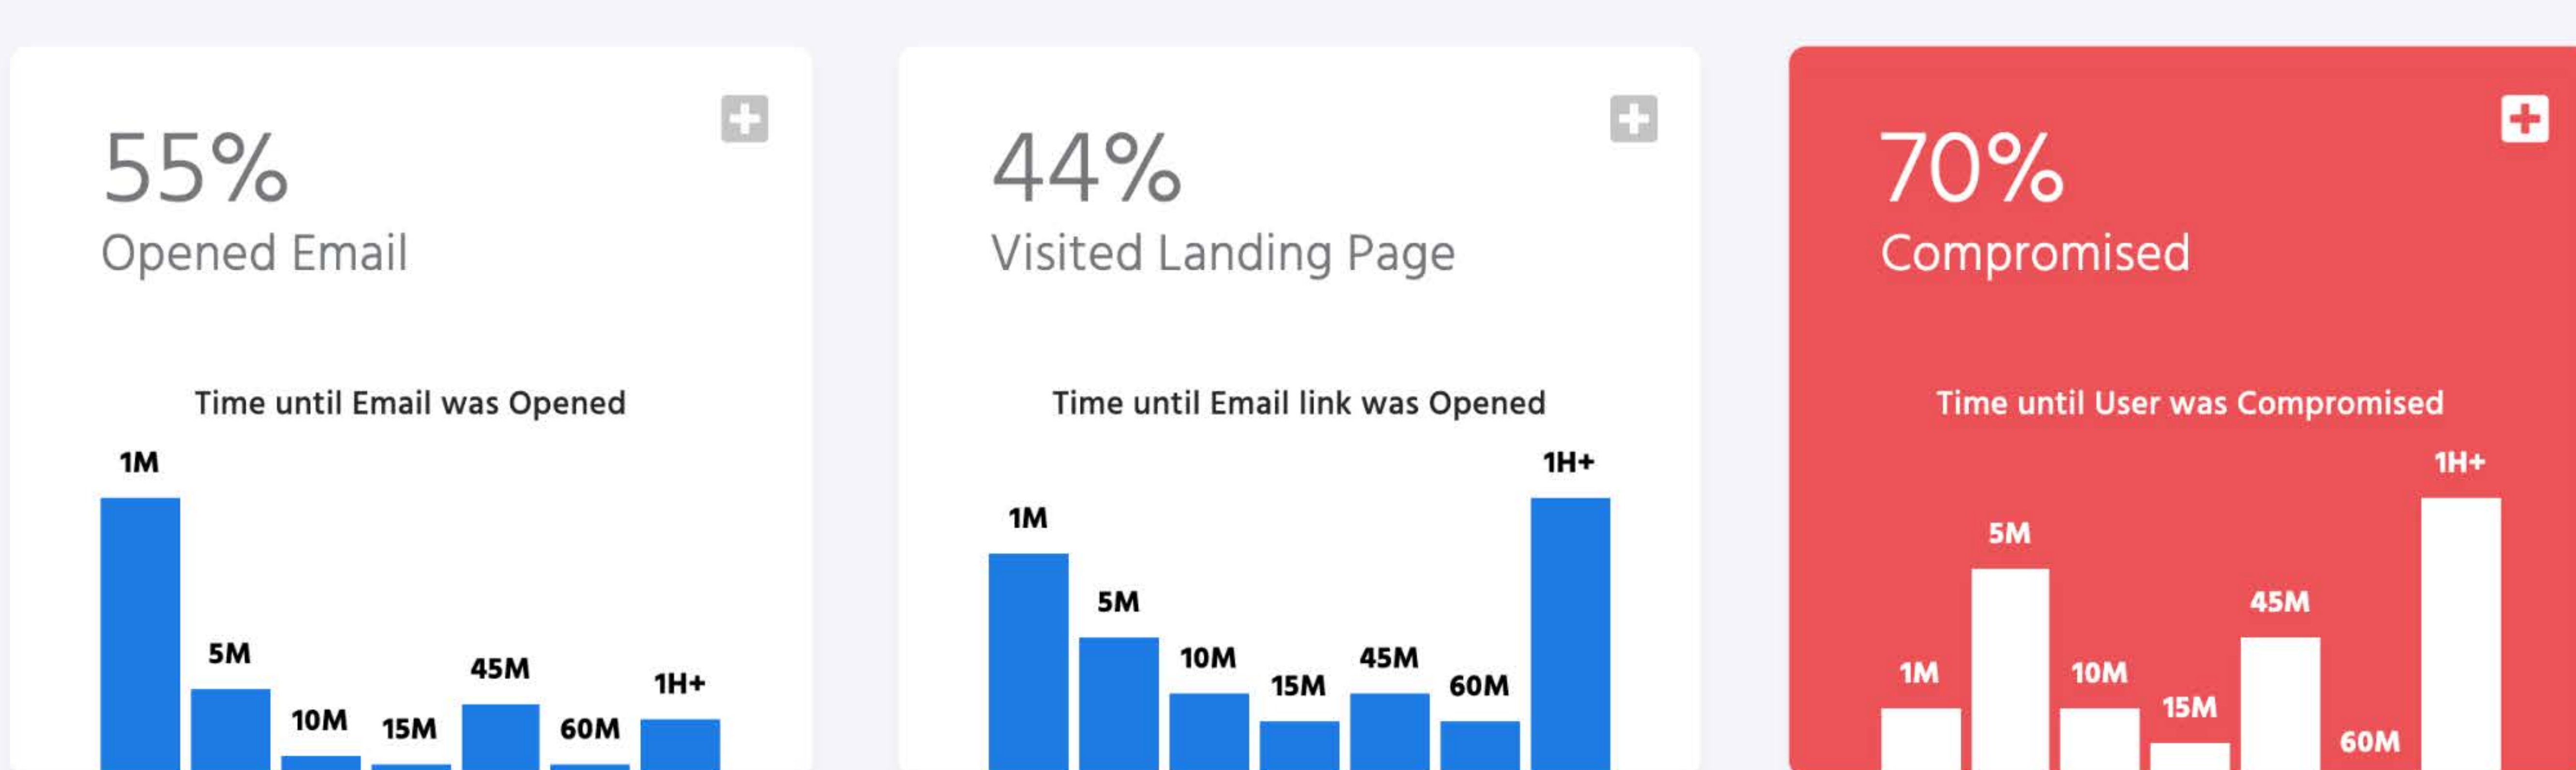 55%
Opened Email
Time until Email was Opened
1M
5M
10M
15M
45M
60M
1H+
44%
Visited Landing Page
Time until Email link was Opened
1M
5M
10M
15M
45M
60M
1H+
70%
Compromised
Time until User was Compromised
1M
5M
10M
15M
45M
60M
1H+